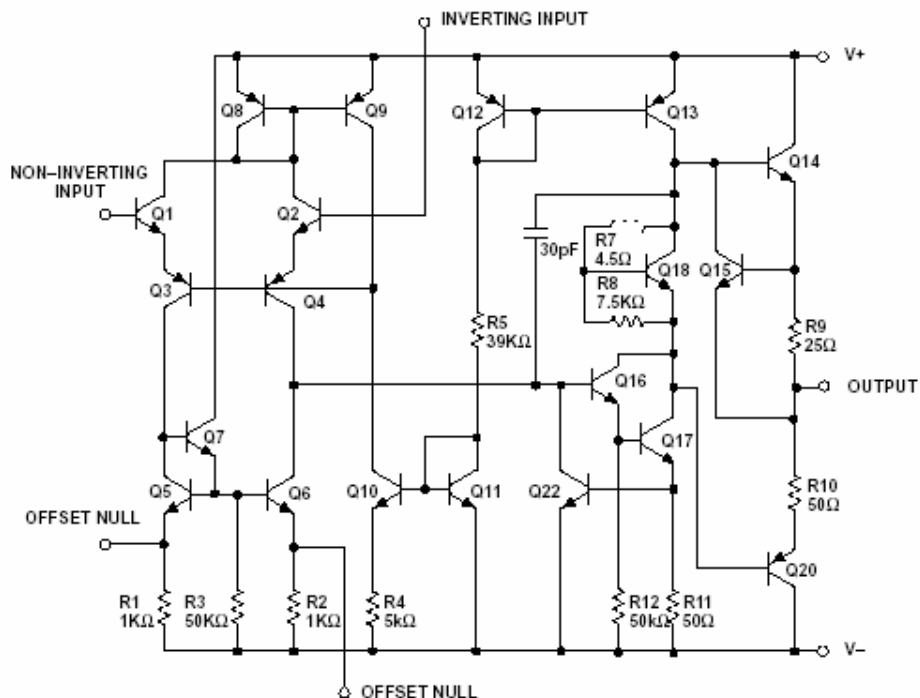 INVERTING INPUT
V+
Q8
Q9
Q12
Q13
Q14
NON–INVERTING
INPUT
Q1
Q2
30pF
R7
4.5Ω
Q18
Q15
Q3
Q4
R8
7.5KΩ
R5
39KΩ
R9
25Ω
Q16
OUTPUT
Q7
Q17
Q5
Q6
Q10
Q11
Q22
R10
50Ω
OFFSET NULL
Q20
R1
1KΩ
R3
50KΩ
R2
1KΩ
R4
5kΩ
R12
50kΩ
R11
50Ω
V–
OFFSET NULL